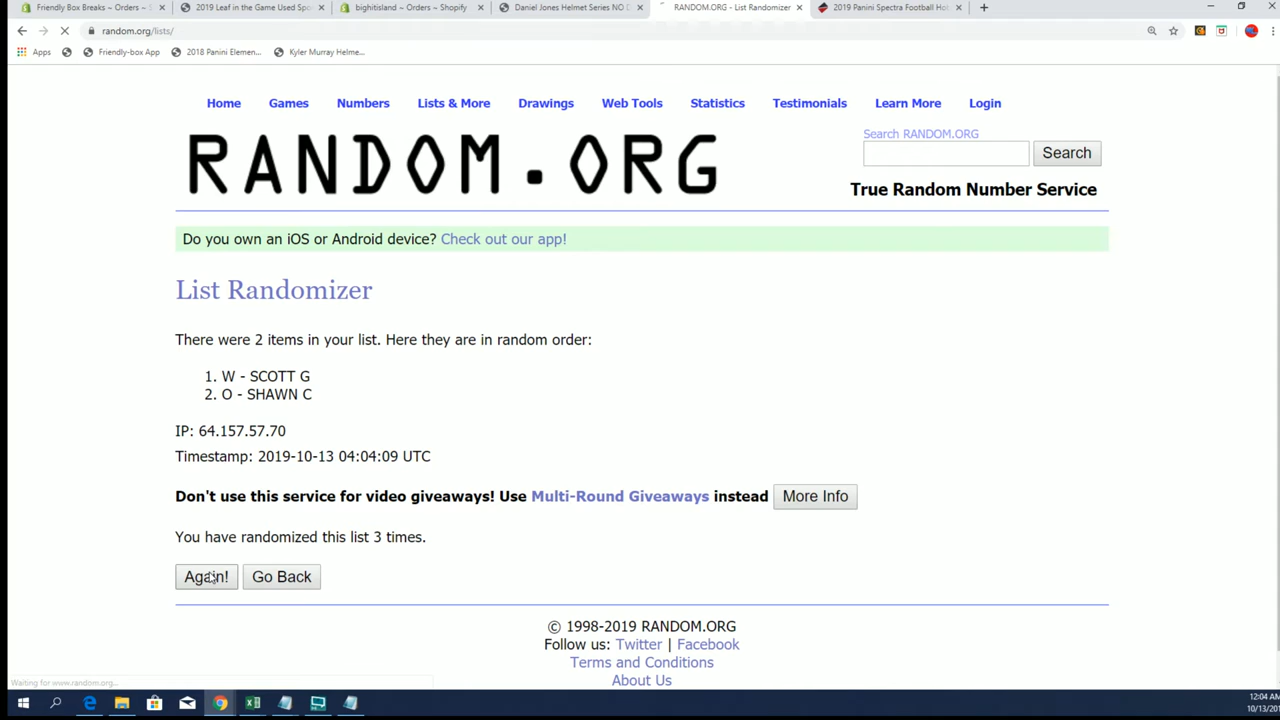 Friendly Box Breaks ~ Orders ~ S
2019 Leaf in the Game Used Spo
bighitisland ~ Orders ~ Shopify
Daniel Jones Helmet Series NO D
RANDOM.ORG - List Randomizer
2019 Panini Spectra Football Ho
random.org/lists/
Apps
Friendly-box App
2018 Panini Elemen...
Kyler Murray Helme...
Home Games Numbers Lists & More Drawings Web Tools Statistics Testimonials Learn More Login
RANDOM.ORG
Search RANDOM.ORG
Search
True Random Number Service
Do you own an iOS or Android device? Check out our app!
List Randomizer
There were 2 items in your list. Here they are in random order:
1. W - SCOTT G
2. O - SHAWN C
IP: 64.157.57.70
Timestamp: 2019-10-13 04:04:09 UTC
Don't use this service for video giveaways! Use Multi-Round Giveaways instead More Info
You have randomized this list 3 times.
Again! Go Back
© 1998-2019 RANDOM.ORG
Follow us: Twitter | Facebook
Terms and Conditions
About Us
Waiting for www.random.org...
12:04 AM
10/13/201